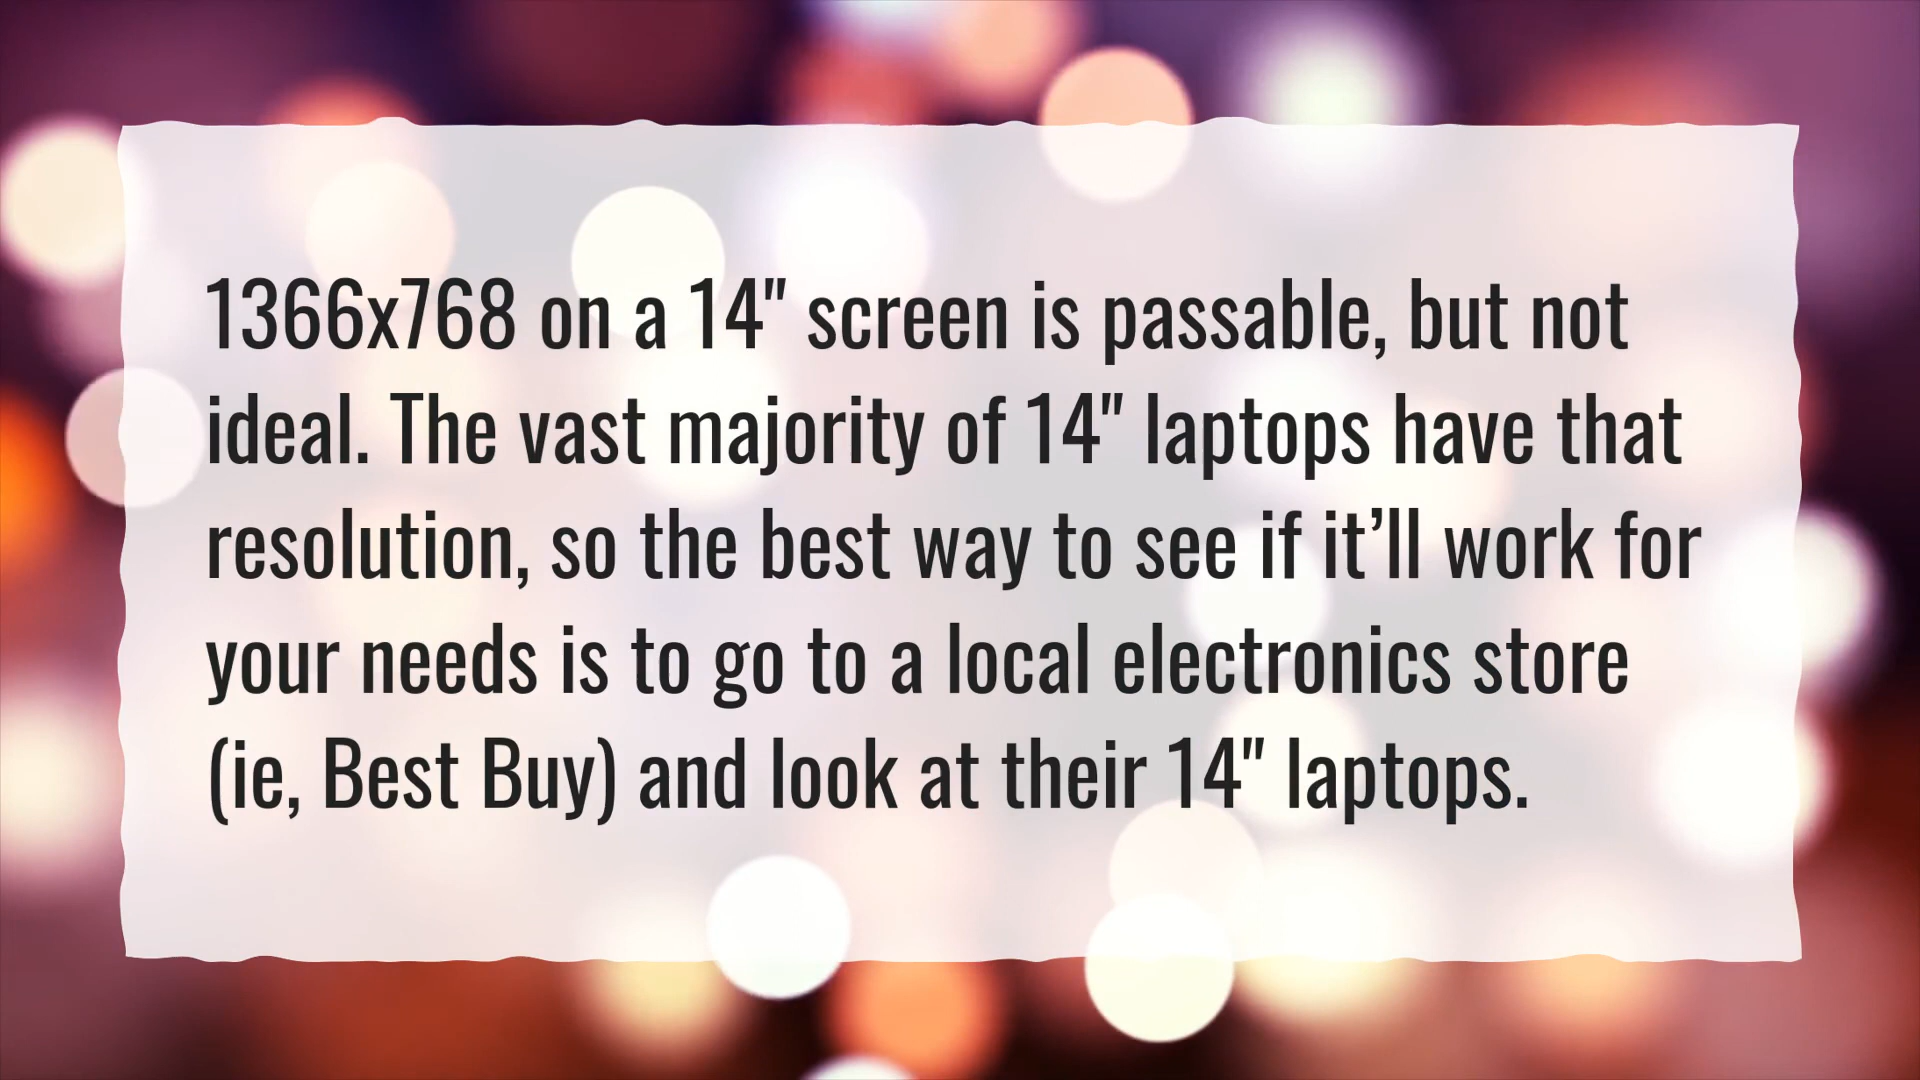 1366x768 on a 14" screen is passable, but not
ideal. The vast majority of 14" laptops have that
resolution, so the best way to see if it’ll work for
your needs is to go to a local electronics store
(ie, Best Buy) and look at their 14" laptops.